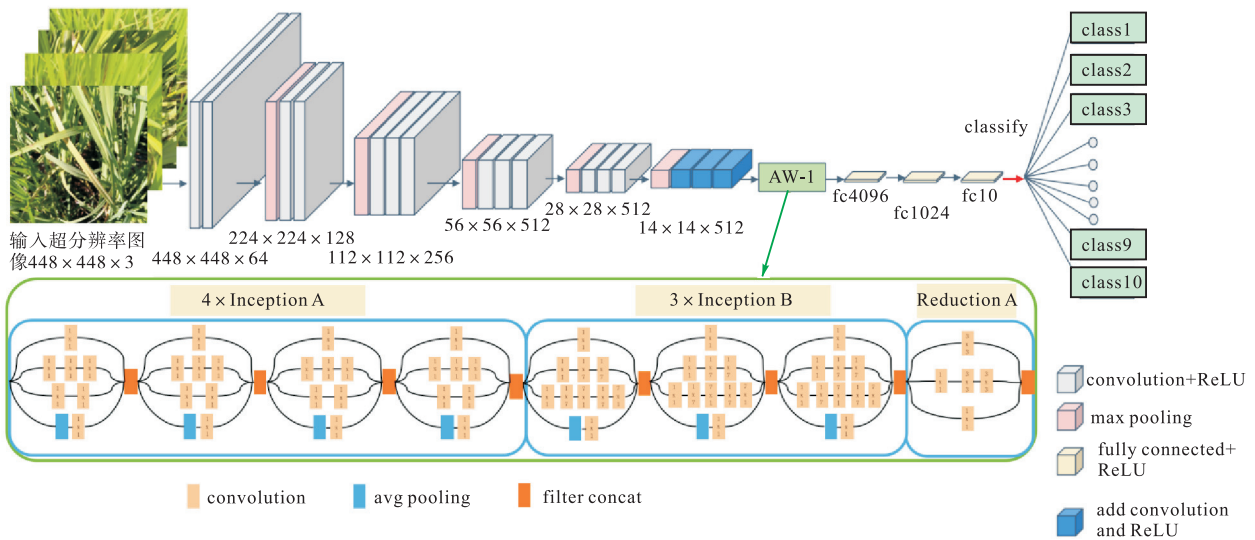 输入超分辨率图
像448×448×3
448×448×64
224×224×128
112×112×256
56×56×512
28×28×512
14×14×512
AW-1
fc4096
fc1024
fc10
classify
class1
class2
class3
class9
class10
4×Inception A
3×Inception B
Reduction A
convolution+ReLU
max pooling
fully connected+
ReLU
add convolution
and ReLU
convolution
avg pooling
filter concat